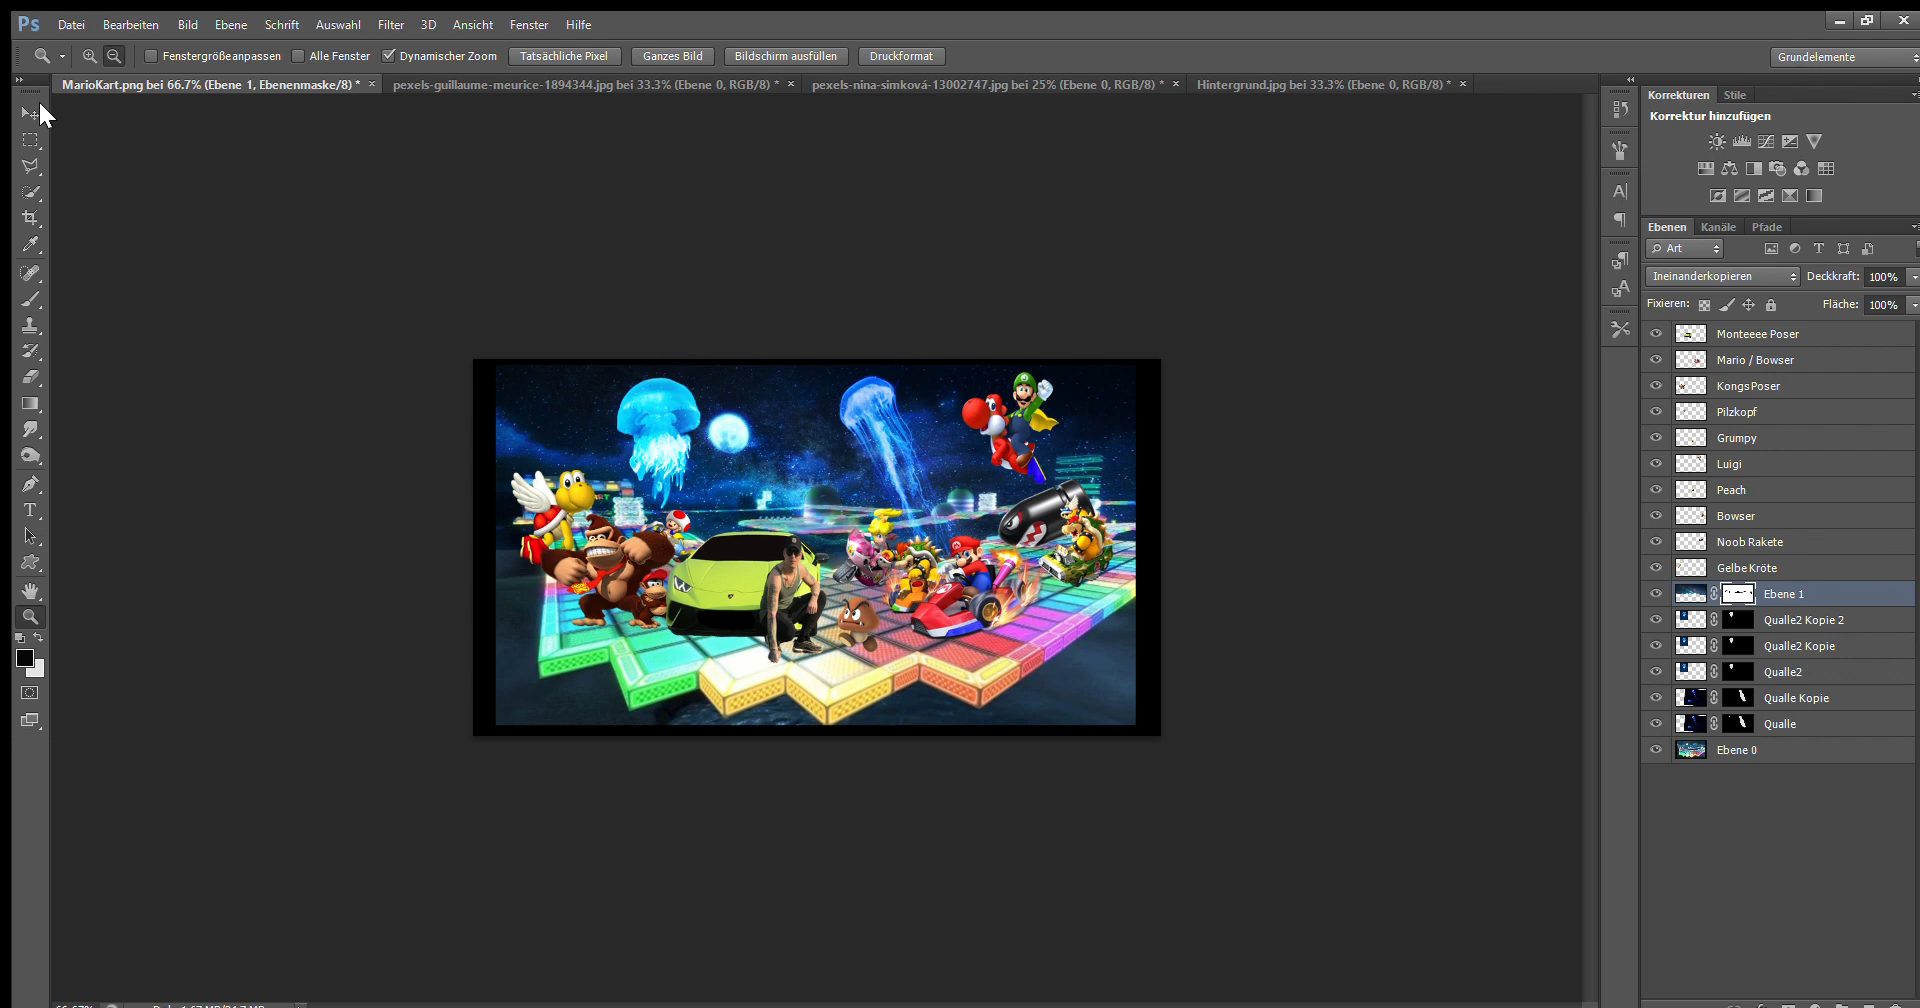 Ps Datei Bearbeiten Bild Ebene Schrift Auswahl Filter 3D Ansicht Fenster Hilfe
Fenstergröße anpassen Alle Fenster Dynamischer Zoom Tatsächliche Pixel Ganzes Bild Bildschirm ausfüllen Druckformat Grundelemente
MarioKart.png bei 66.7% (Ebene 1, Ebenenmaske/8) * × pexels-guillaume-meurice-1894344.jpg bei 33.3% (Ebene 0, RGB/8) * × pexels-nina-simková-13002747.jpg bei 25% (Ebene 0, RGB/8) * × Hintergrund.jpg bei 33.3% (Ebene 0, RGB/8) * ×
Korrekturen Stile
Korrektur hinzufügen
Ebenen Kanäle Pfade
Art
Ineinanderkopieren Deckkraft: 100%
Fixieren: Fläche: 100%
Monteeee Poser
Mario / Bowser
KongsPoser
Pilzkopf
Grumpy
Luigi
Peach
Bowser
Noob Rakete
Gelbe Kröte
Ebene 1
Qualle2 Kopie 2
Qualle2 Kopie
Qualle2
Qualle Kopie
Qualle
Ebene 0